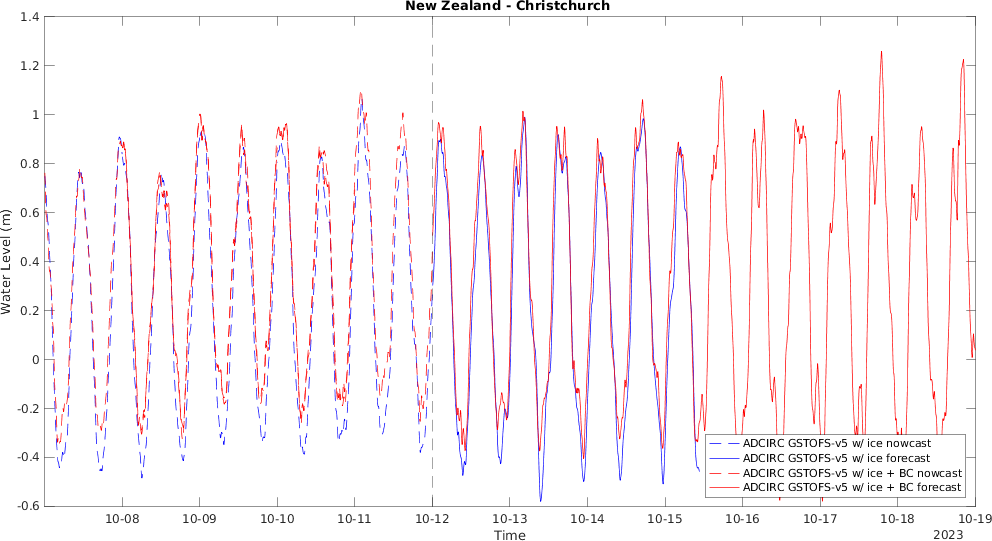 New Zealand - Christchurch
1.4
1.2
1
0.8
0.6
0.4
0.2
0
-0.2
-0.4
-0.6
Water Level (m)
ADCIRC GSTOFS-v5 w/ ice nowcast
ADCIRC GSTOFS-v5 w/ ice forecast
ADCIRC GSTOFS-v5 w/ ice + BC nowcast
ADCIRC GSTOFS-v5 w/ ice + BC forecast
10-08 10-09 10-10 10-11 10-12 10-13 10-14 10-15 10-16 10-17 10-18 10-19
Time
2023